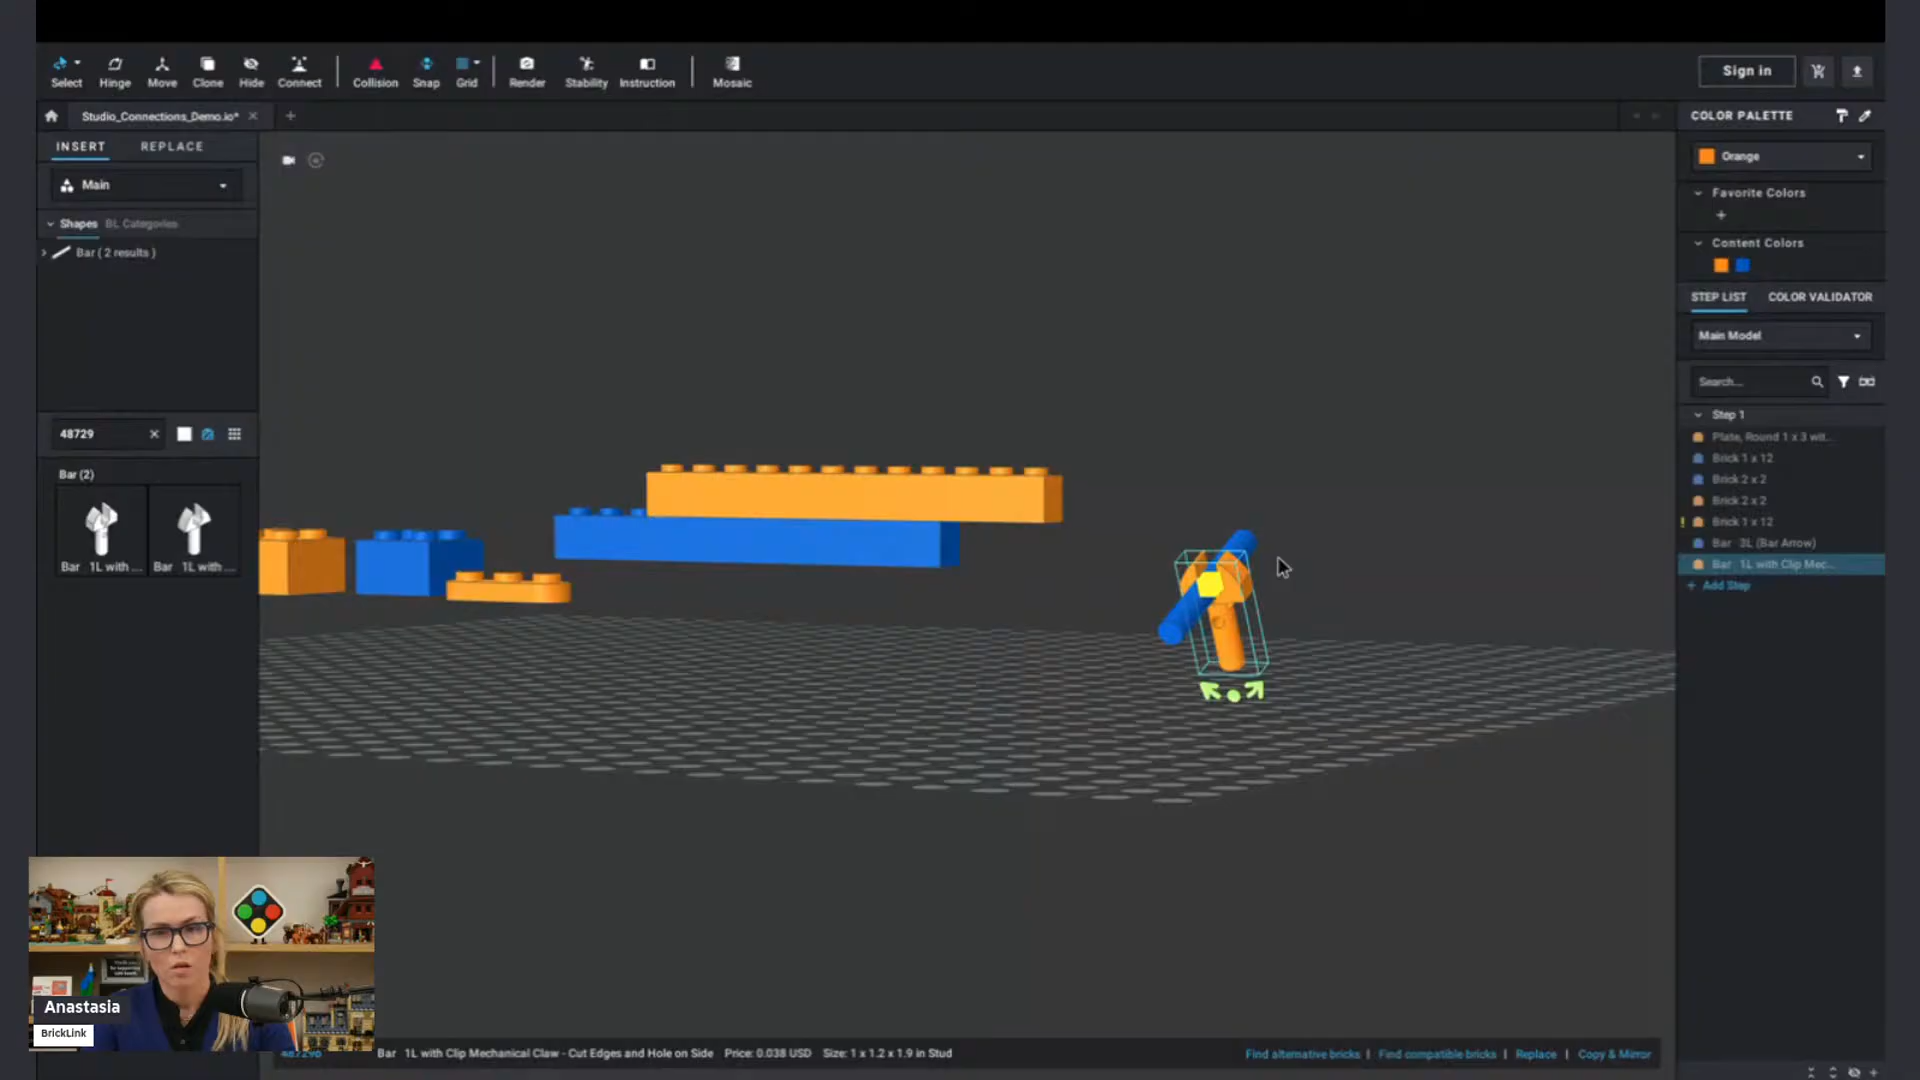 Select
Hinge
Move
Clone
Hide
Connect
Collision
Snap
Grid
Render
Stability
Instruction
Mosaic
Sign in
Studio_Connections_Demo.io*
INSERT
REPLACE
Main
Shapes BL Categories
Bar ( 2 results )
48729
Bar (2)
Bar 1L with ...
Bar 1L with ...
COLOR PALETTE
Orange
Favorite Colors
Content Colors
STEP LIST
COLOR VALIDATOR
Main Model
Search...
Step 1
Plate, Round 1 x 3 wit...
Brick 1 x 12
Brick 2 x 2
Brick 2 x 2
Brick 1 x 12
Bar 3L (Bar Arrow)
Bar 1L with Clip Mec...
+ Add Step
Anastasia
BrickLink
Bar 1L with Clip Mechanical Claw - Cut Edges and Hole on Side Price: 0.038 USD Size: 1 x 1.2 x 1.9 in Stud
Find alternative bricks | Find compatible bricks | Replace | Copy & Mirror